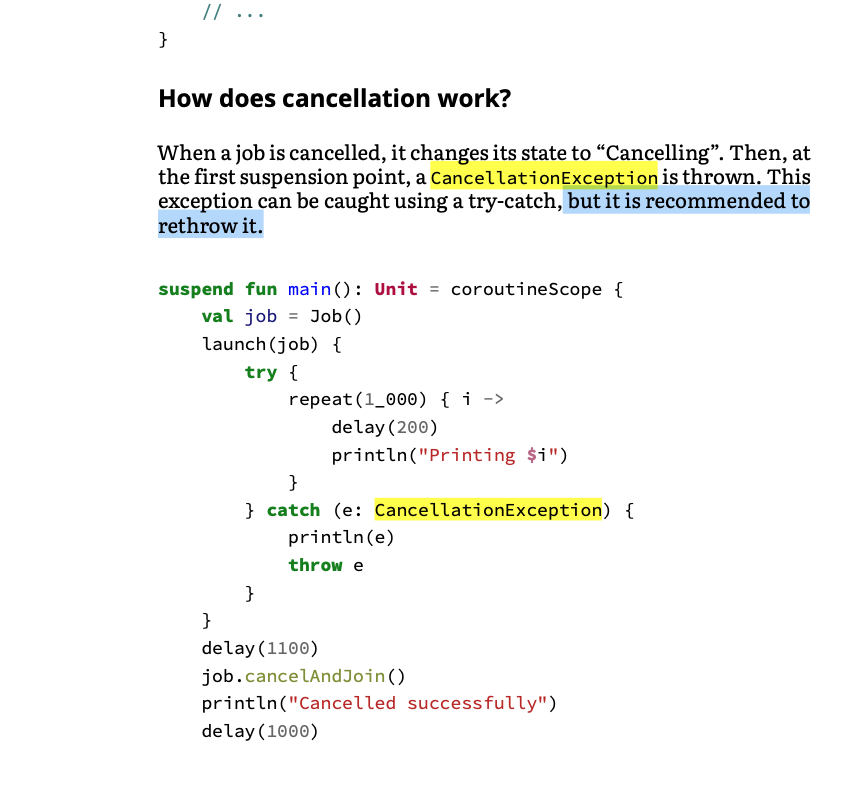 // ...
}
How does cancellation work?
When a job is cancelled, it changes its state to “Cancelling”. Then, at
the first suspension point, a CancellationException is thrown. This
exception can be caught using a try-catch, but it is recommended to
rethrow it.
suspend fun main(): Unit = coroutineScope {
    val job = Job()
    launch(job) {
        try {
            repeat(1_000) { i ->
                delay(200)
                println("Printing $i")
            }
        } catch (e: CancellationException) {
            println(e)
            throw e
        }
    }
    delay(1100)
    job.cancelAndJoin()
    println("Cancelled successfully")
    delay(1000)